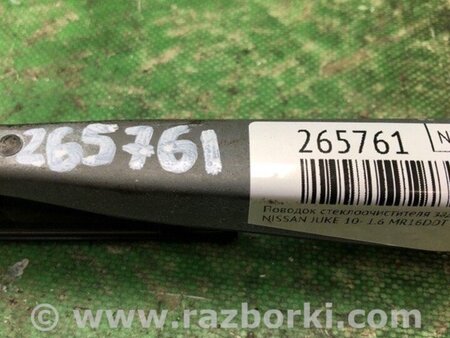 265761
265761 N
Поводок стеклоочистителя
NISSAN JUKE 10- 1.6 MR16DDT
© www.razborki.com